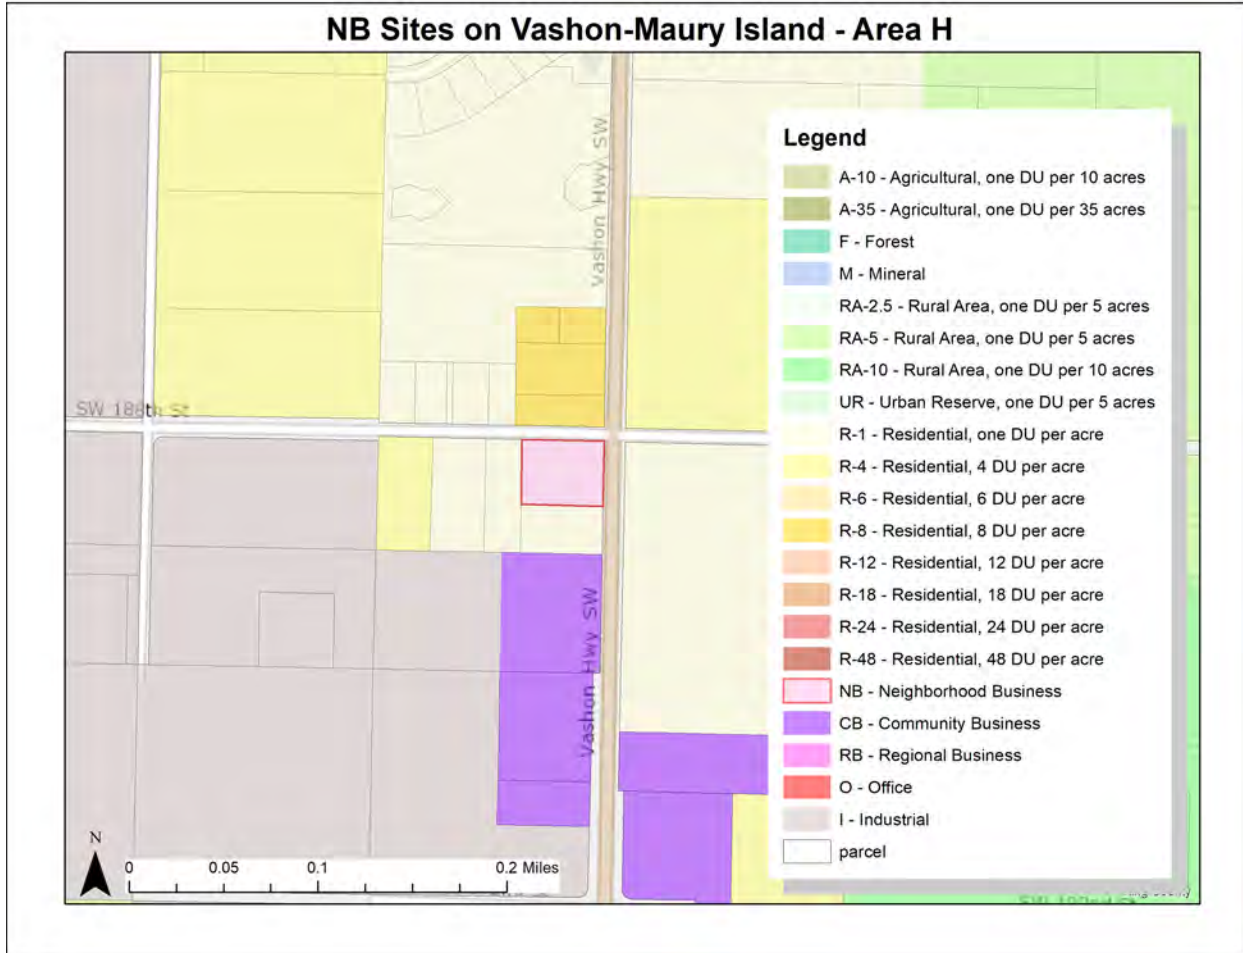 NB Sites on Vashon-Maury Island - Area H
Vashon Hwy SW
SW 188th St
Vashon Hwy SW
Legend
A-10 - Agricultural, one DU per 10 acres
A-35 - Agricultural, one DU per 35 acres
F - Forest
M - Mineral
RA-2.5 - Rural Area, one DU per 5 acres
RA-5 - Rural Area, one DU per 5 acres
RA-10 - Rural Area, one DU per 10 acres
UR - Urban Reserve, one DU per 5 acres
R-1 - Residential, one DU per acre
R-4 - Residential, 4 DU per acre
R-6 - Residential, 6 DU per acre
R-8 - Residential, 8 DU per acre
R-12 - Residential, 12 DU per acre
R-18 - Residential, 18 DU per acre
R-24 - Residential, 24 DU per acre
R-48 - Residential, 48 DU per acre
NB - Neighborhood Business
CB - Community Business
RB - Regional Business
O - Office
I - Industrial
parcel
N
0 0.05 0.1 0.2 Miles